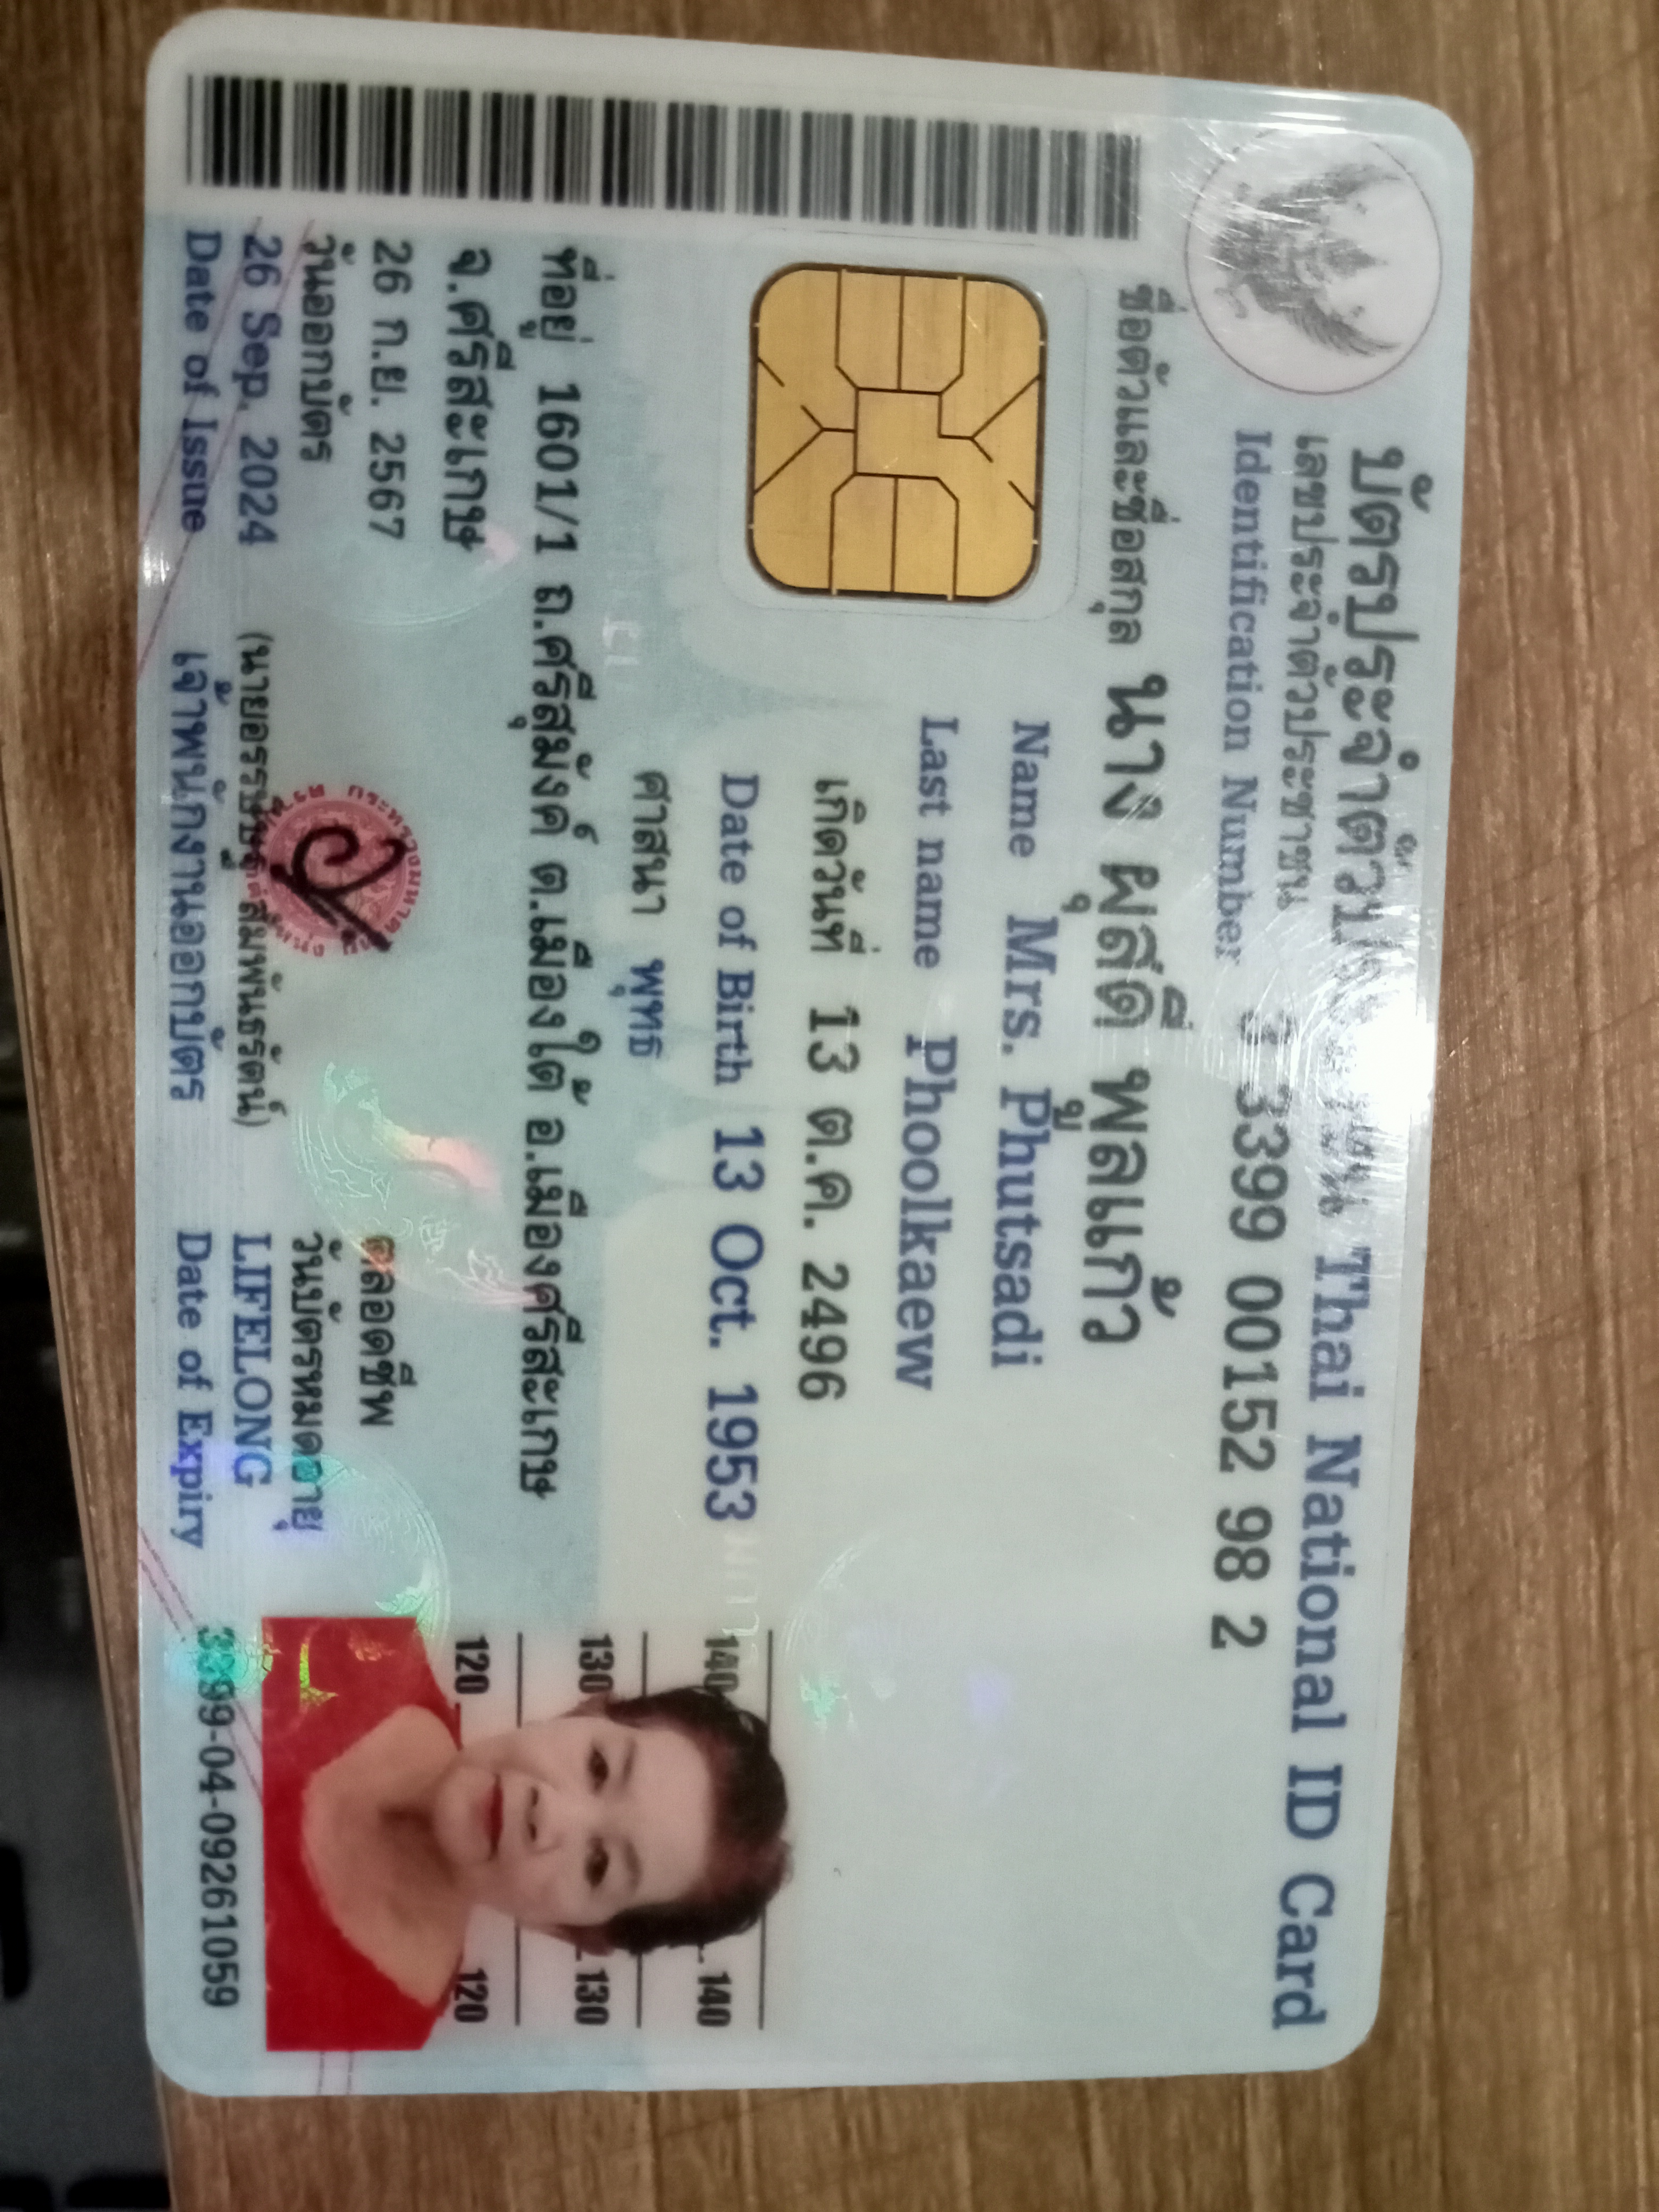 บัตรประจำตัวประชาชน Thai National ID Card
เลขประจำตัวประชาชน
Identification Number 3399 00152 98 2
ชื่อตัวและชื่อสกุล นาง ผุสดี พูลแก้ว
Name Mrs. Phutsadi
Last name Phoolkaew
เกิดวันที่ 13 ต.ค. 2496
Date of Birth 13 Oct. 1953
ศาสนา พุทธ
ที่อยู่ 1601/1 ถ.ศรีสุมังค์ ต.เมืองใต้ อ.เมืองศรีสะเกษ
จ.ศรีสะเกษ
26 ก.ย. 2567
วันออกบัตร
26 Sep. 2024
Date of Issue
เจ้าพนักงานออกบัตร
ตลอดชีพ
วันบัตรหมดอายุ
LIFELONG
Date of Expiry
140 140
130 130
120 120
3399-04-09261059